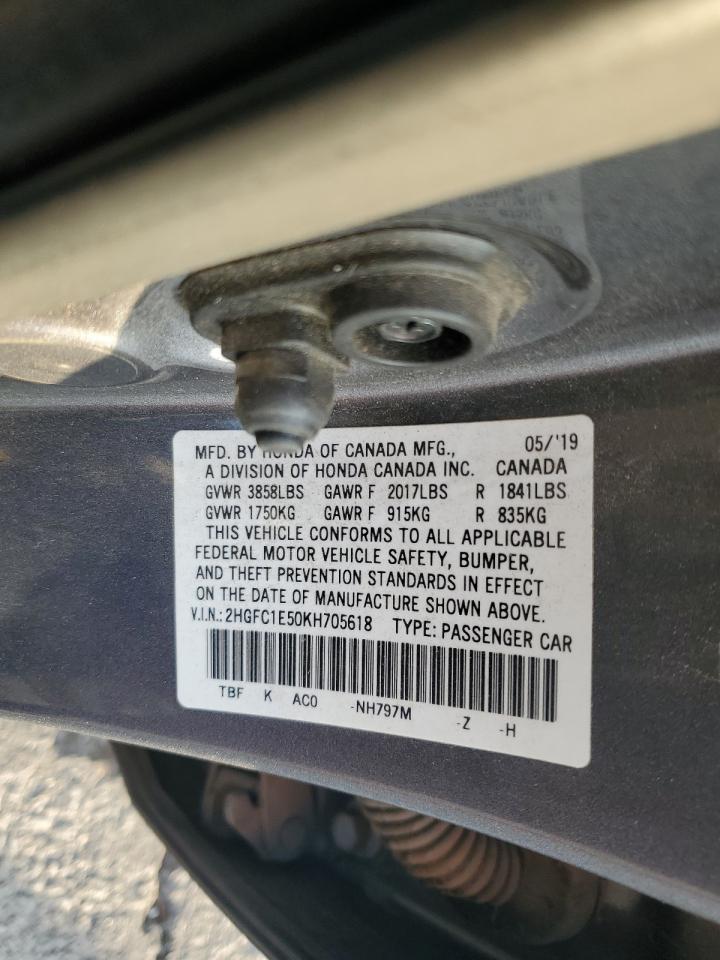 MFD. BY HONDA OF CANADA MFG., 05/'19
A DIVISION OF HONDA CANADA INC. CANADA
GVWR 3858LBS GAWR F 2017LBS R 1841LBS
GVWR 1750KG GAWR F 915KG R 835KG
THIS VEHICLE CONFORMS TO ALL APPLICABLE
FEDERAL MOTOR VEHICLE SAFETY, BUMPER,
AND THEFT PREVENTION STANDARDS IN EFFECT
ON THE DATE OF MANUFACTURE SHOWN ABOVE.
V.I.N.: 2HGFC1E50KH705618 TYPE: PASSENGER CAR
TBF K AC0 -NH797M -Z -H